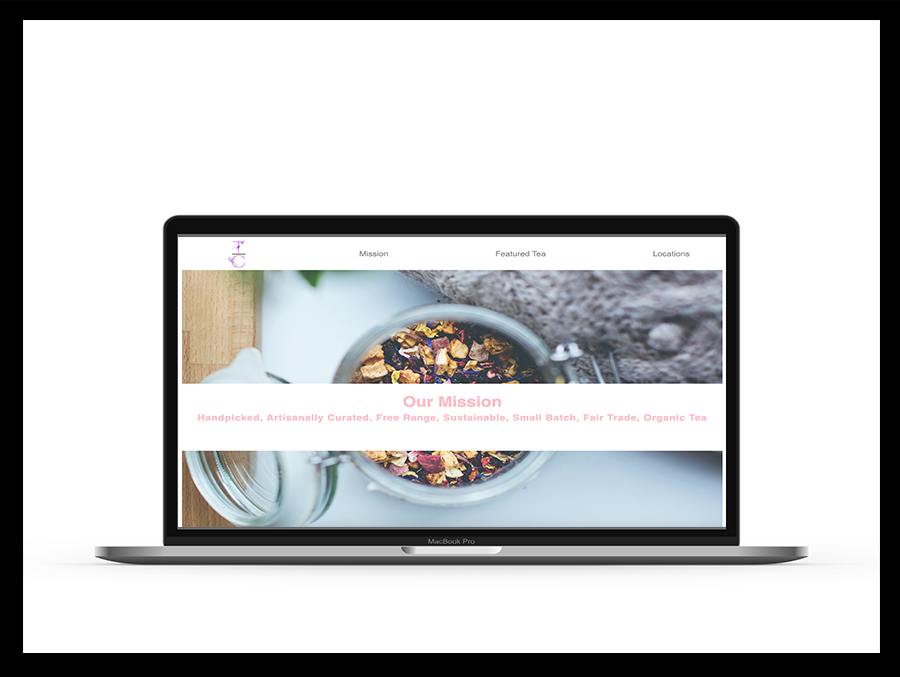 Mission
Featured Tea
Locations
Our Mission
Handpicked, Artisanally Curated, Free Range, Sustainable, Small Batch, Fair Trade, Organic Tea
MacBook Pro